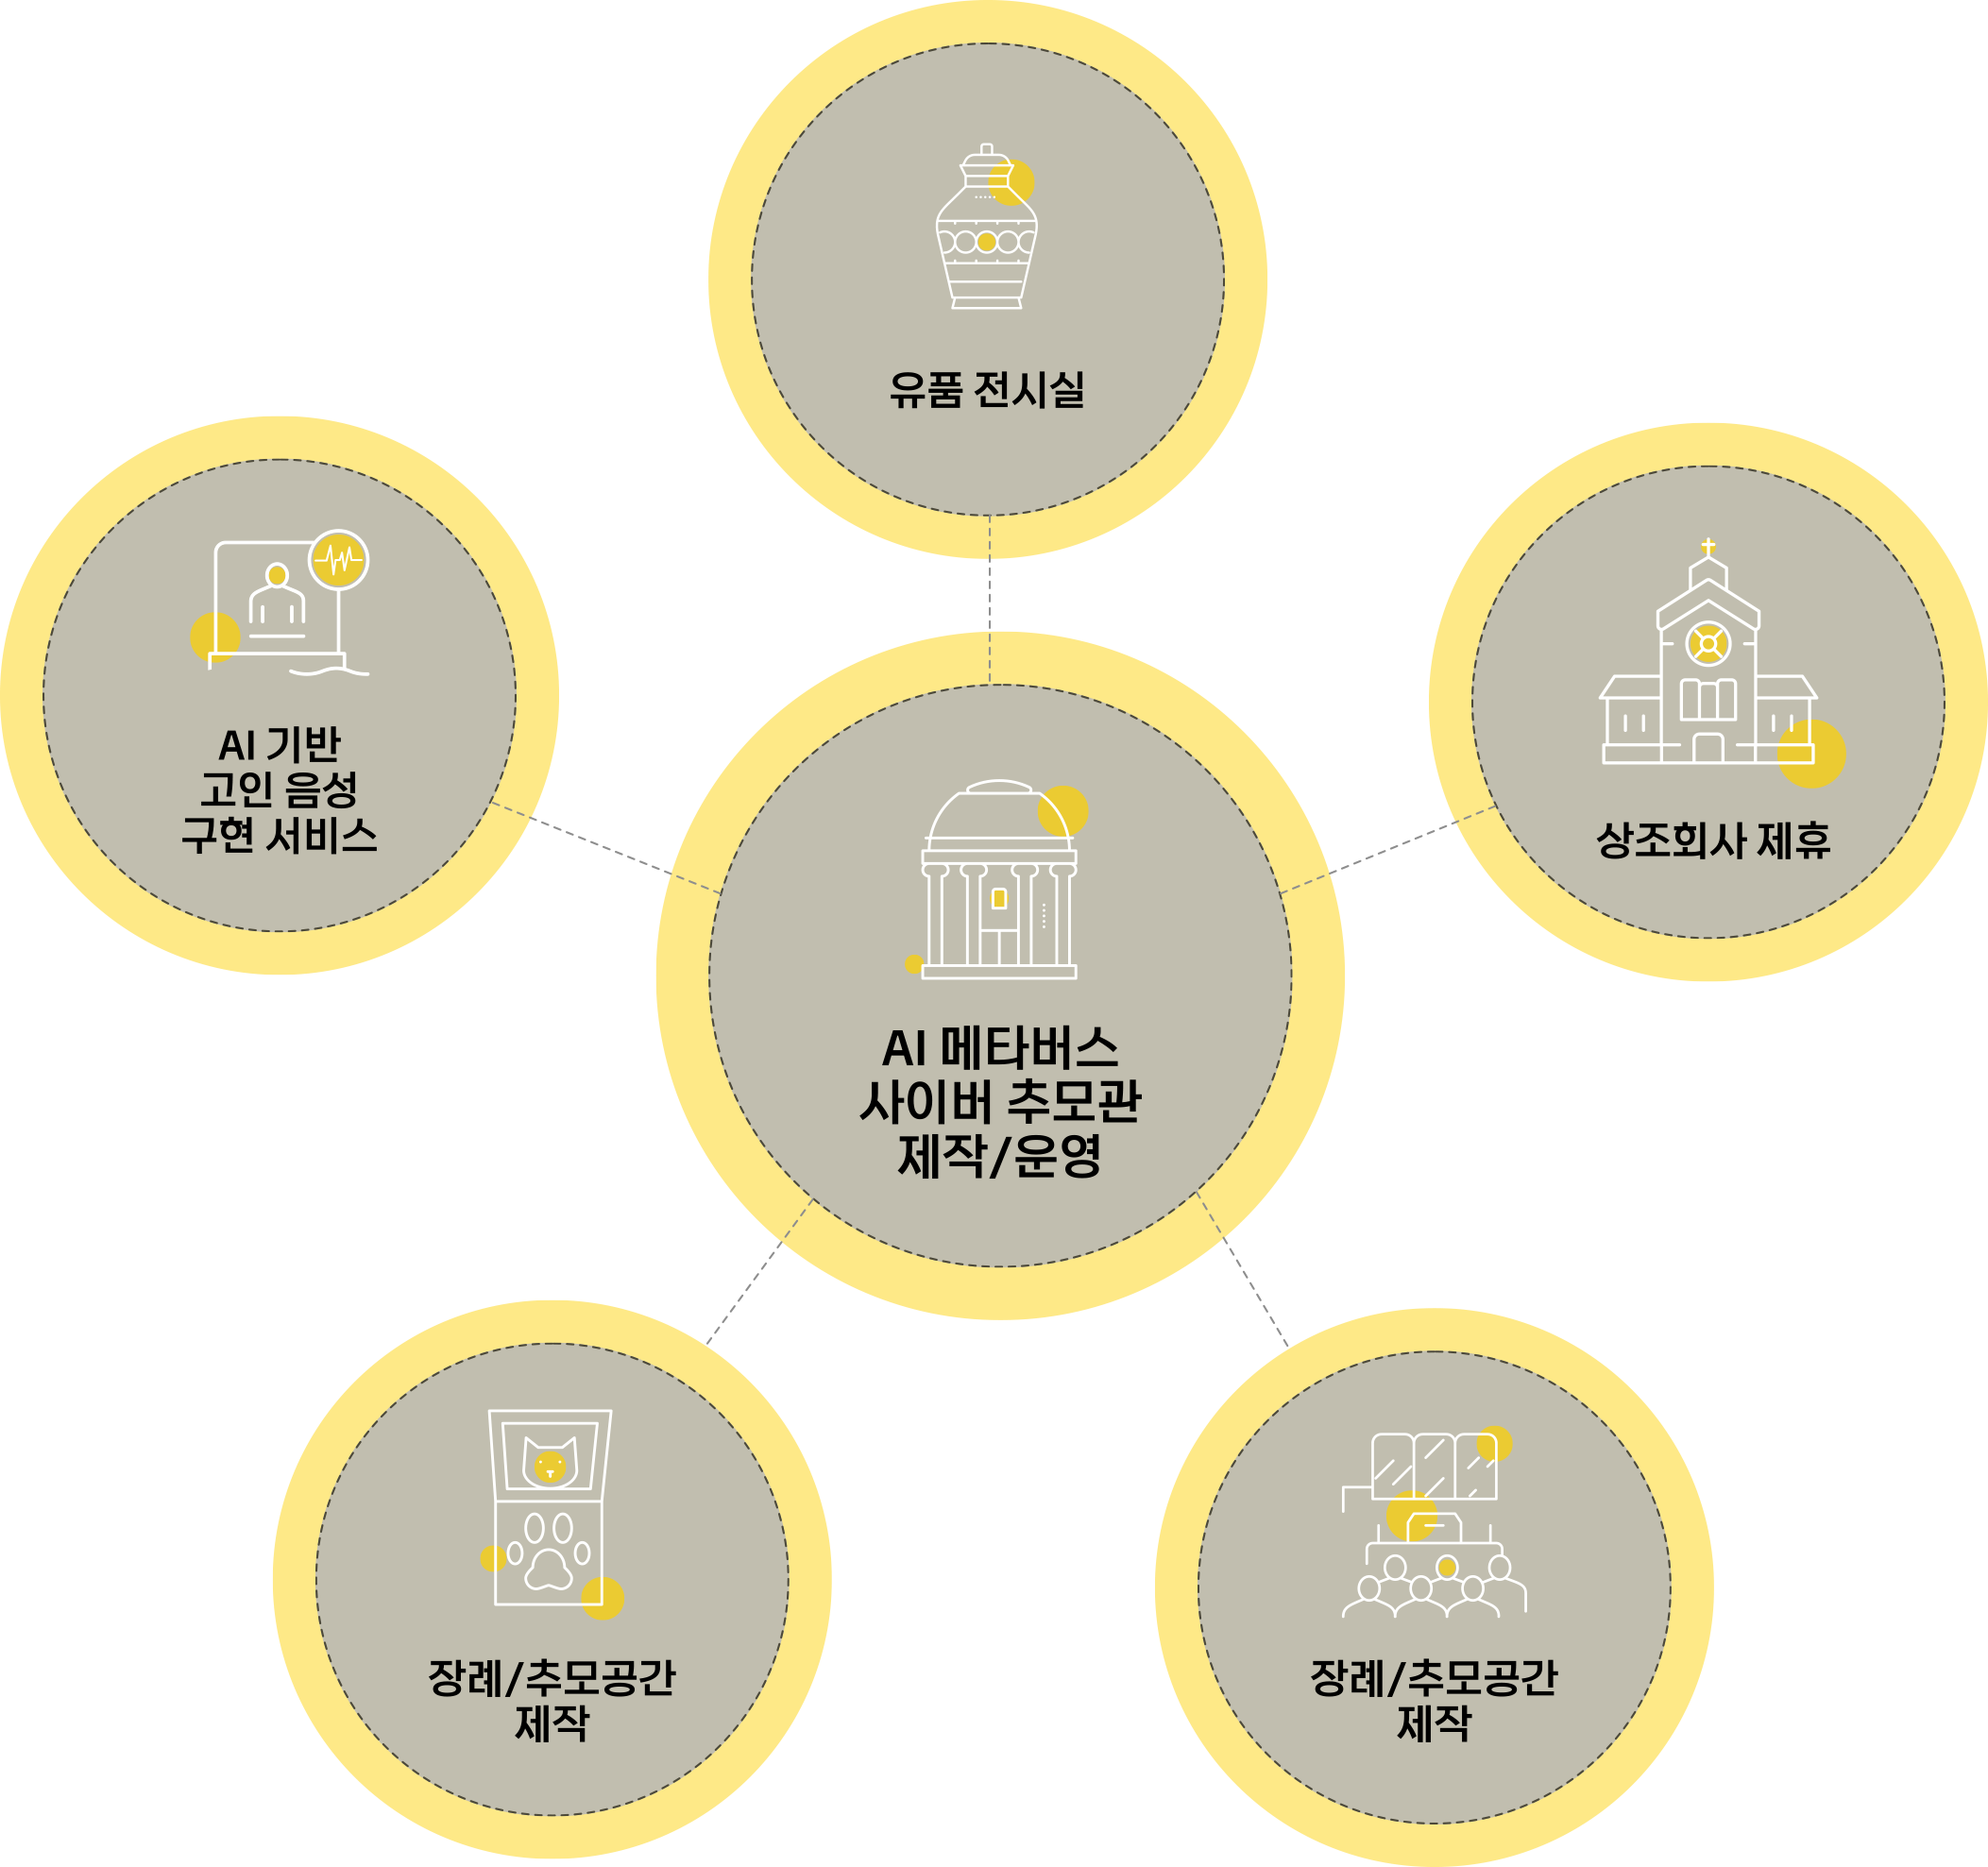 유품 전시실
AI 기반
고인 음성
구현 서비스
상조회사제휴
AI 메타버스
사이버 추모관
제작/운영
장례/추모공간
제작
장례/추모공간
제작